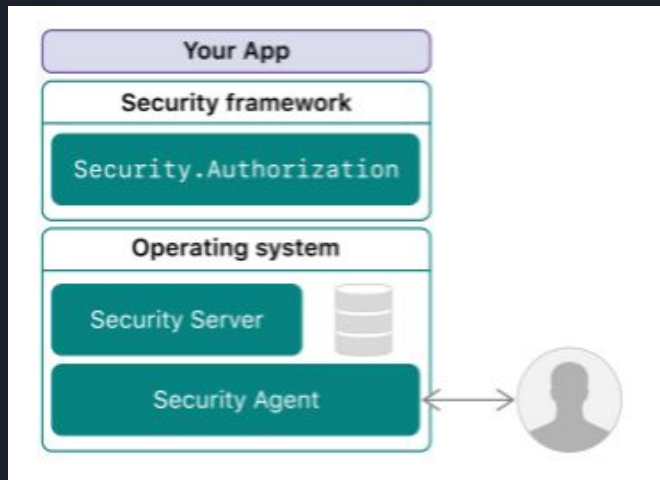 Your App
Security framework
Security.Authorization
Operating system
Security Server
Security Agent